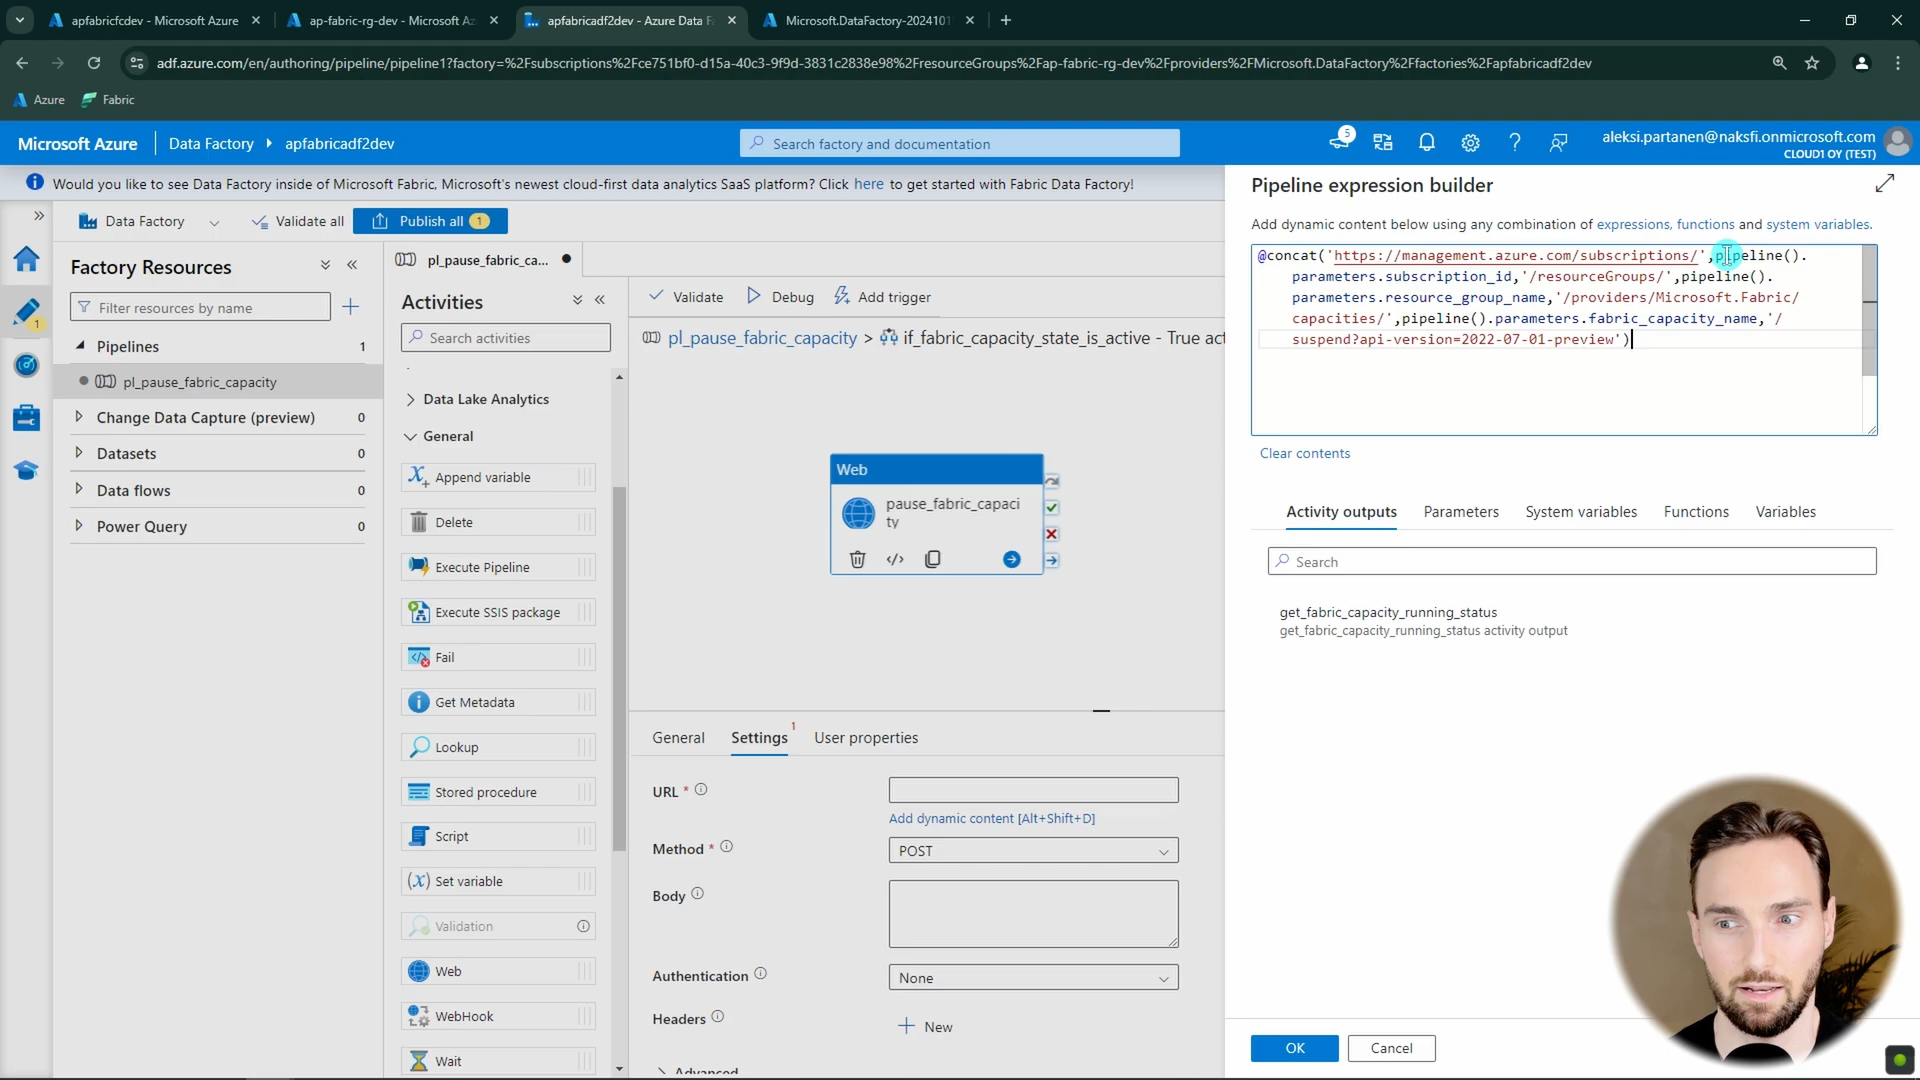 apfabricfcdev - Microsoft Azure
ap-fabric-rg-dev - Microsoft Az
apfabricadf2dev - Azure Data F
Microsoft.DataFactory-2024101
adf.azure.com/en/authoring/pipeline/pipeline1?factory=%2Fsubscriptions%2Fce751bf0-d15a-40c3-9f9d-3831c2838e98%2FresourceGroups%2Fap-fabric-rg-dev%2Fproviders%2FMicrosoft.DataFactory%2Ffactories%2Fapfabricadf2dev
Azure
Fabric
Microsoft Azure
Data Factory
apfabricadf2dev
Search factory and documentation
5
aleksi.partanen@naksfi.onmicrosoft.com
CLOUD1 OY (TEST)
Would you like to see Data Factory inside of Microsoft Fabric, Microsoft's newest cloud-first data analytics SaaS platform? Click here to get started with Fabric Data Factory!
Data Factory
Validate all
Publish all 1
1
Factory Resources
Filter resources by name
Pipelines 1
pl_pause_fabric_capacity
Change Data Capture (preview) 0
Datasets 0
Data flows 0
Power Query 0
pl_pause_fabric_ca...
Activities
Search activities
Data Lake Analytics
General
Append variable
Delete
Execute Pipeline
Execute SSIS package
Fail
Get Metadata
Lookup
Stored procedure
Script
Set variable
Validation
Web
WebHook
Wait
Validate
Debug
Add trigger
pl_pause_fabric_capacity > if_fabric_capacity_state_is_active - True act
Web
pause_fabric_capaci
ty
General
Settings 1
User properties
URL *
Add dynamic content [Alt+Shift+D]
Method *
POST
Body
Authentication
None
Headers
New
Advanced
Pipeline expression builder
Add dynamic content below using any combination of expressions, functions and system variables.
@concat('https://management.azure.com/subscriptions/',pipeline().
parameters.subscription_id,'/resourceGroups/',pipeline().
parameters.resource_group_name,'/providers/Microsoft.Fabric/
capacities/',pipeline().parameters.fabric_capacity_name,'/
suspend?api-version=2022-07-01-preview')
Clear contents
Activity outputs
Parameters
System variables
Functions
Variables
Search
get_fabric_capacity_running_status
get_fabric_capacity_running_status activity output
OK
Cancel